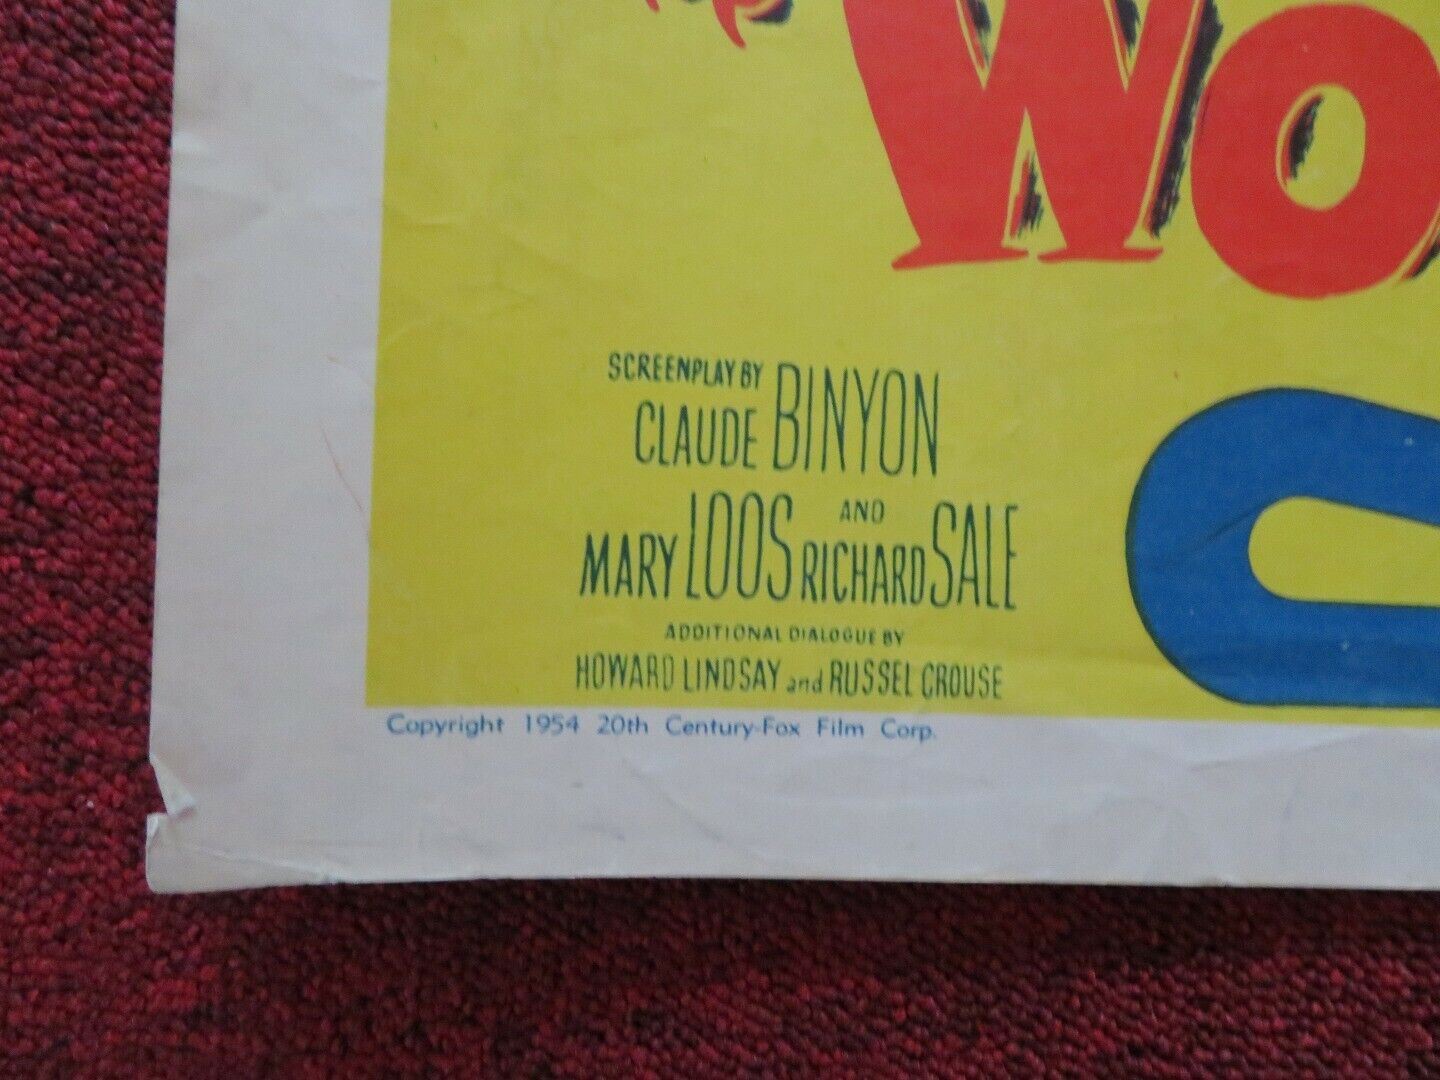 Wo
SCREENPLAY BY
CLAUDE BINYON
AND
MARY LOOS RICHARD SALE
ADDITIONAL DIALOGUE BY
HOWARD LINDSAY and RUSSEL CROUSE
Copyright 1954 20th Century-Fox Film Corp.